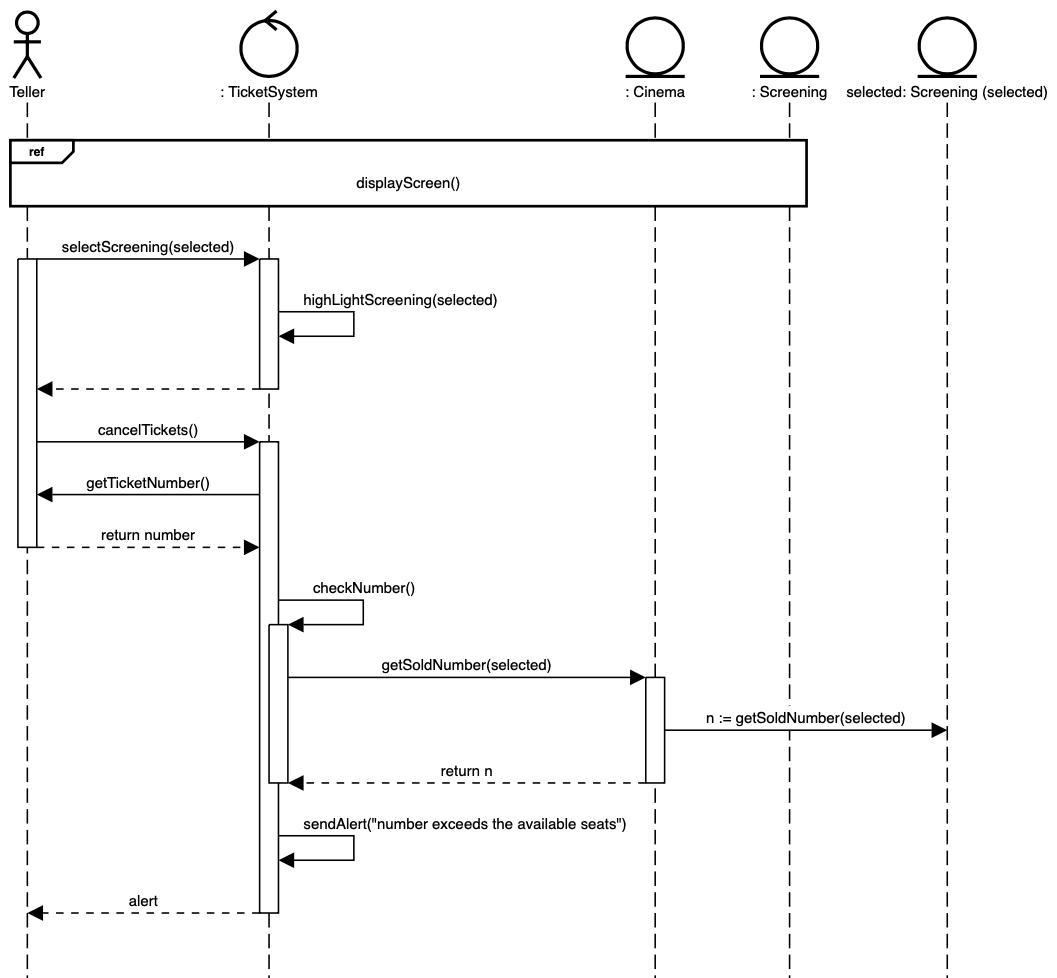 Teller
: TicketSystem
: Cinema
: Screening
selected: Screening (selected)
ref
displayScreen()
selectScreening(selected)
highLightScreening(selected)
cancelTickets()
getTicketNumber()
return number
checkNumber()
getSoldNumber(selected)
n := getSoldNumber(selected)
return n
sendAlert("number exceeds the available seats")
alert